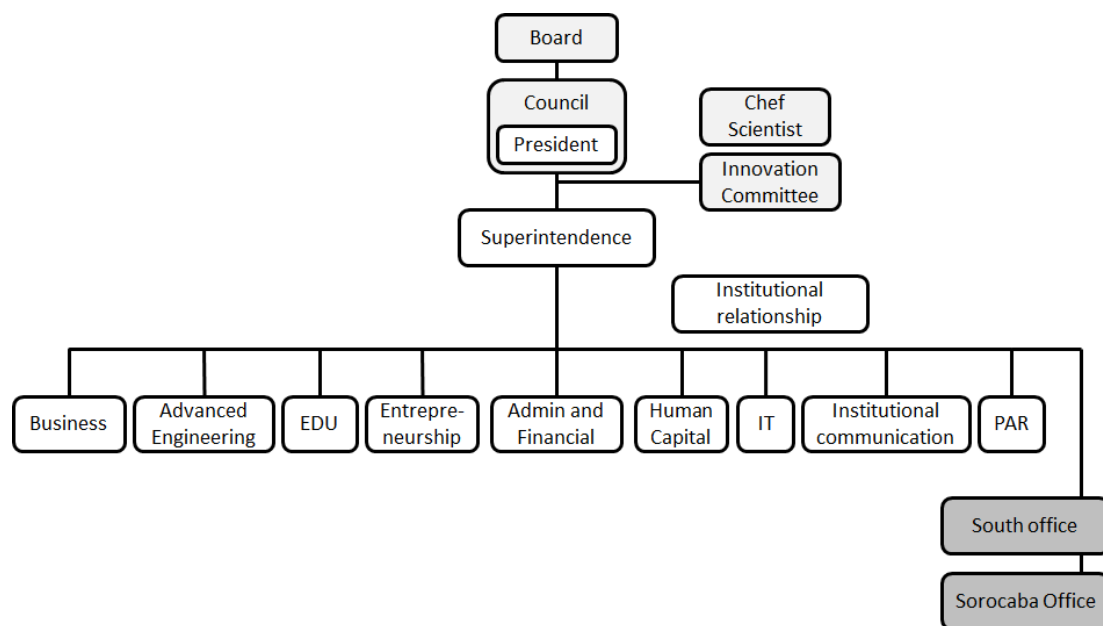 Board
Council
President
Chef
Scientist
Innovation
Committee
Superintendence
Institutional
relationship
Business
Advanced
Engineering
EDU
Entrepre-
neurship
Admin and
Financial
Human
Capital
IT
Institutional
communication
PAR
South office
Sorocaba Office